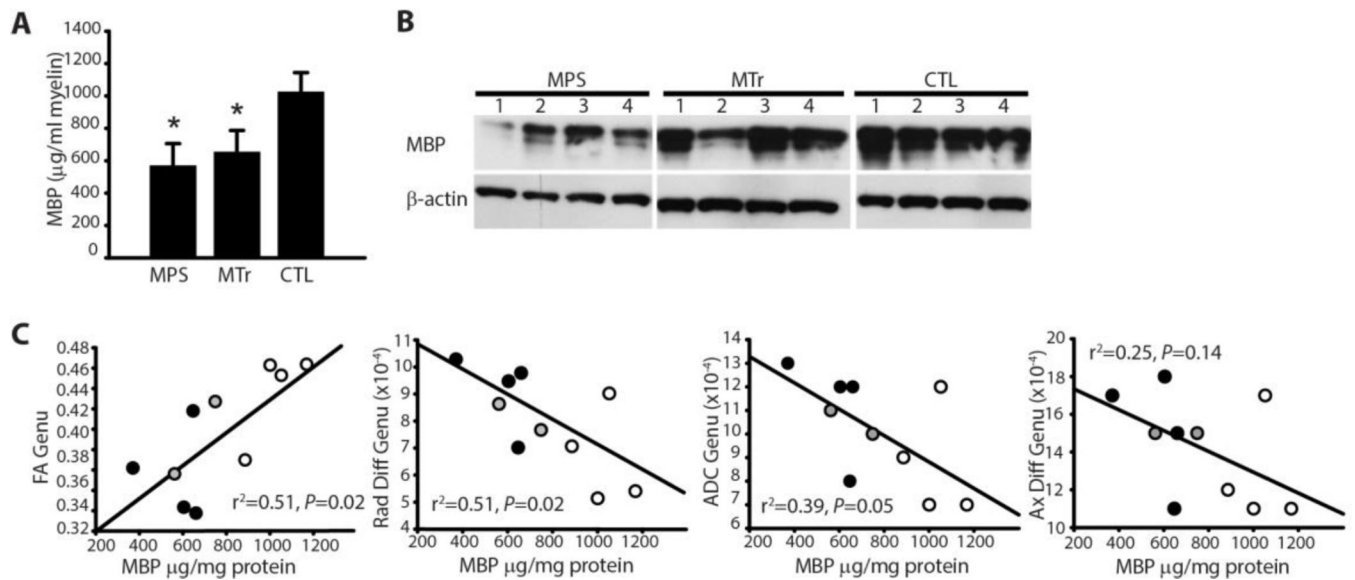 A
MBP (μg/ml myelin)
1400
1000
800
600
400
200
0
*
*
MPS
MTr
CTL
B
MPS
MTr
CTL
1 2 3 4
1 2 3 4
1 2 3 4
MBP
β-actin
C
FA Genu
0.48
0.46
0.42
0.40
0.39
0.36
0.34
0.32
r²=0.51, P=0.02
200 400 600 800 1000 1200
MBP μg/mg protein
Rad Diff Genu (x10⁻⁴)
11
10
9
8
7
6
5
4
r²=0.51, P=0.02
200 400 600 800 1000 1200
MBP μg/mg protein
ADC Genu (x10⁻⁴)
14
13
12
11
10
9
8
7
6
r²=0.39, P=0.05
200 400 600 800 1000 1200
MBP μg/mg protein
Ax Diff Genu (x10⁻⁴)
20
18
16
14
12
10
r²=0.25, P=0.14
200 400 600 800 1000 1200
MBP μg/mg protein